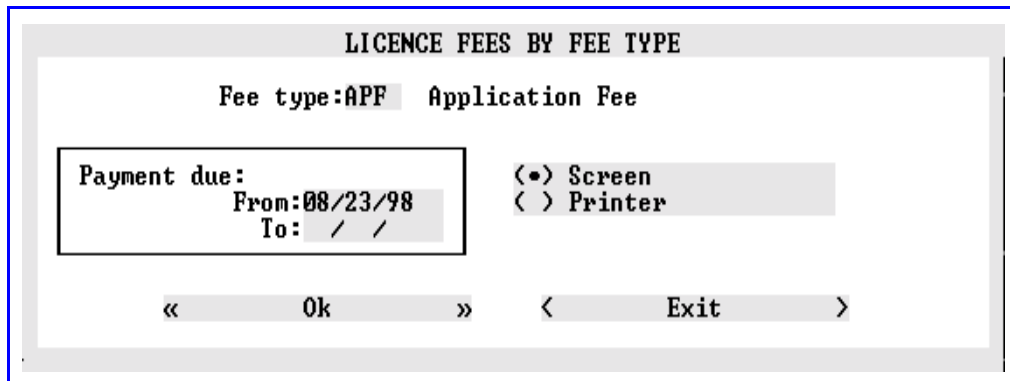 LICENCE FEES BY FEE TYPE
Fee type:APF Application Fee
Payment due:
From:08/23/98
To: / /
(•) Screen
( ) Printer
« Ok » < Exit >